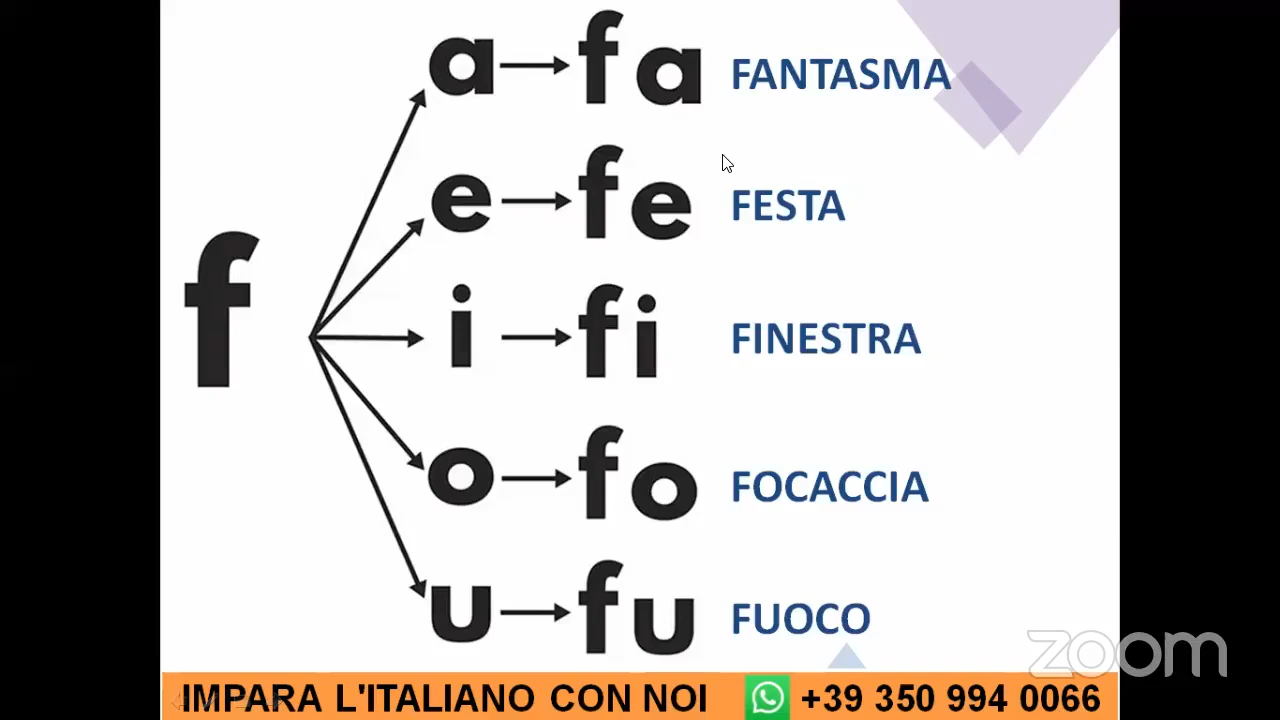 f
a fa FANTASMA
e fe FESTA
i fi FINESTRA
o fo FOCACCIA
u fu FUOCO
zoom
IMPARA L'ITALIANO CON NOI +39 350 994 0066